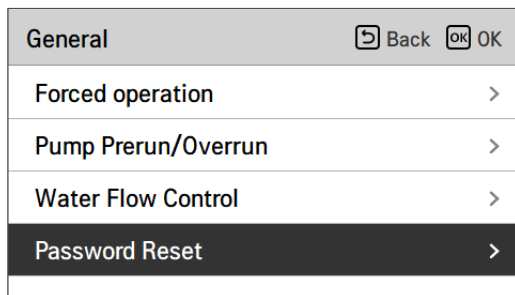 General Back OK OK
Forced operation
Pump Prerun/Overrun
Water Flow Control
Password Reset